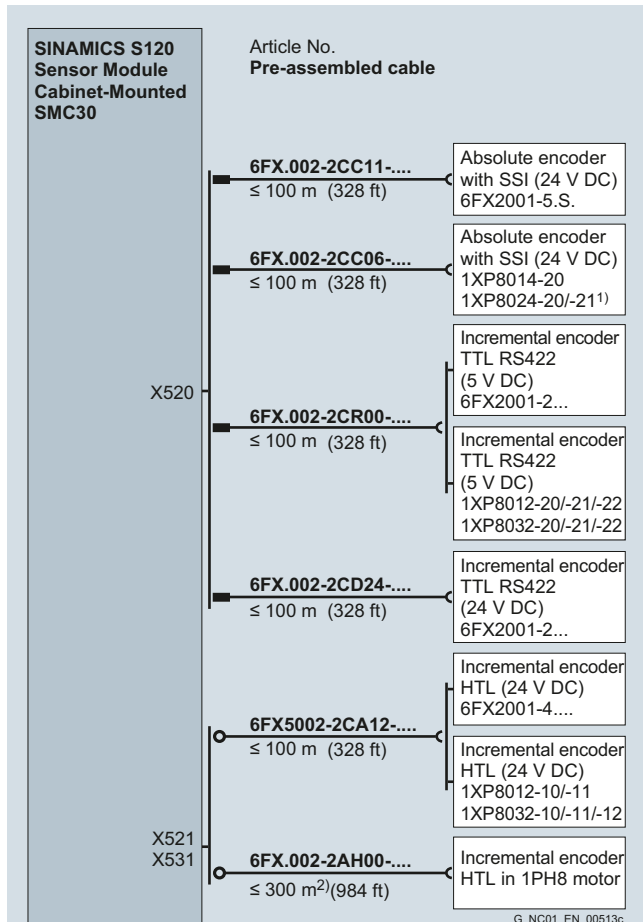 SINAMICS S120
Sensor Module
Cabinet-Mounted
SMC30
Article No.
Pre-assembled cable
6FX.002-2CC11-....
≤ 100 m (328 ft)
Absolute encoder
with SSI (24 V DC)
6FX2001-5.S.
6FX.002-2CC06-....
≤ 100 m (328 ft)
Absolute encoder
with SSI (24 V DC)
1XP8014-20
1XP8024-20/-21¹⁾
X520
6FX.002-2CR00-....
≤ 100 m (328 ft)
Incremental encoder
TTL RS422
(5 V DC)
6FX2001-2...
Incremental encoder
TTL RS422
(5 V DC)
1XP8012-20/-21/-22
1XP8032-20/-21/-22
6FX.002-2CD24-....
≤ 100 m (328 ft)
Incremental encoder
TTL RS422
(24 V DC)
6FX2001-2...
6FX5002-2CA12-....
≤ 100 m (328 ft)
Incremental encoder
HTL (24 V DC)
6FX2001-4....
Incremental encoder
HTL (24 V DC)
1XP8012-10/-11
1XP8032-10/-11/-12
X521
X531
6FX.002-2AH00-....
≤ 300 m²⁾(984 ft)
Incremental encoder
HTL in 1PH8 motor
G_NC01_EN_00513c